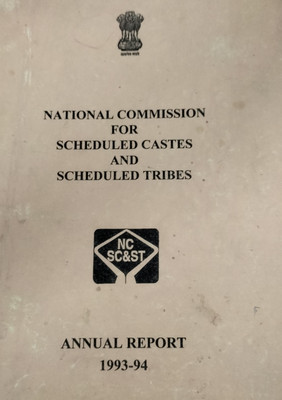 NATIONAL COMMISSION
FOR
SCHEDULED CASTES
AND
SCHEDULED TRIBES
NC
SC&ST
ANNUAL REPORT
1993-94